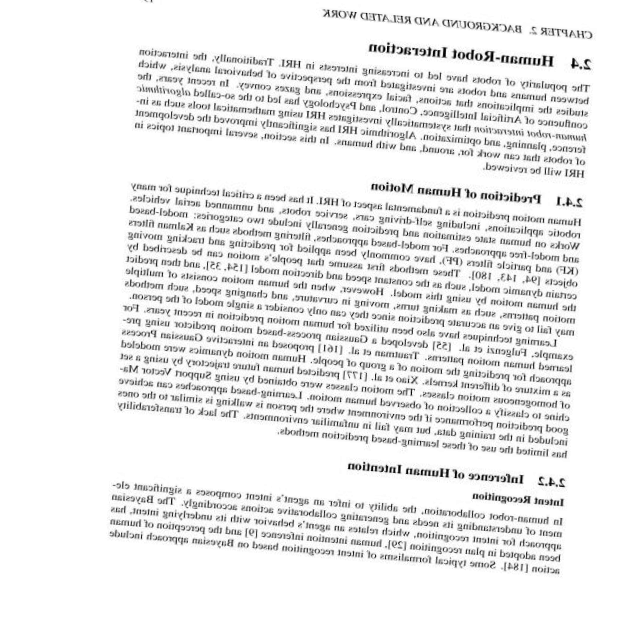 CHAPTER 2. BACKGROUND AND RELATED WORK
2.4 Human-Robot Interaction
The popularity of robots have led to increasing interests in HRI. Traditionally, the interaction
between humans and robots are investigated from the perspective of behavioral analysis, which
studies the implications that actions, facial expressions, and gazes convey. In recent years, the
confluence of Artificial Intelligence, Control, and Psychology has led to the so-called algorithmic
human-robot interaction that systematically investigates HRI using mathematical tools such as in-
ference, planning, and optimization. Algorithmic HRI has significantly improved the development
of robots that can work for, around, and with humans. In this section, several important topics in
HRI will be reviewed.
2.4.1 Prediction of Human Motion
Human motion prediction is a fundamental aspect of HRI. It has been a critical technique for many
robotic applications, including self-driving cars, service robots, and unmanned aerial vehicles.
Works on human state estimation and prediction generally include two categories: model-based
and model-free approaches. For model-based approaches, filtering methods such as Kalman filters
(KF) and particle filters (PF), have commonly been applied for predicting and tracking moving
objects [94, 143, 180]. These methods first assume that people's motion can be described by
certain dynamic model, such as the constant speed and direction model [154, 35], and then predict
the human motion by using this model. However, when the human motion consists of multiple
motion patterns, such as making turns, moving in curvature, and changing speed, such methods
may fail to give an accurate prediction since they can only consider a single model of the person.
Learning techniques have also been utilized for human motion prediction in recent years. For
example, Fulgenzi et al. [55] developed a Gaussian process-based motion predictor using pre-
learned human motion patterns. Trautman et al. [161] proposed an interactive Gaussian Process
approach for predicting the motion of a group of people. Human motion dynamics were modeled
as a mixture of different kernels. Xiao et al. [177] predicted human future trajectory by using a set
of homogeneous motion classes. The motion classes were obtained by using Support Vector Ma-
chine to classify a collection of observed human motion. Learning-based approaches can achieve
good prediction performance if the environment where the person is walking is similar to the ones
included in the training data, but may fail in unfamiliar environments. The lack of transferability
has limited the use of these learning-based prediction methods.
2.4.2 Inference of Human Intention
Intent Recognition
In human-robot collaboration, the ability to infer an agent's intent composes a significant ele-
ment of understanding its needs and generating collaborative actions accordingly. The Bayesian
approach for intent recognition, which relates an agent's behavior with its underlying intent, has
been adopted in plan recognition [29], human intention inference [9] and the perception of human
action [184]. Some typical formalisms of intent recognition based on Bayesian approach include